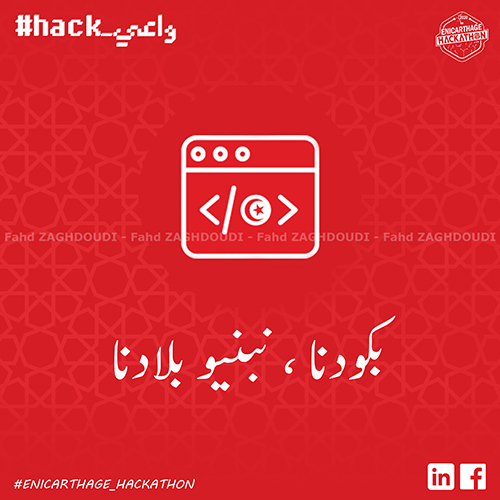 #hack_واعي
ENICARTHAGE
HACKATHON
</>
Fahd ZAGHDOUDI - Fahd ZAGHDOUDI - Fahd ZAGHDOUDI - Fahd ZAGHDOUDI
بكودنا ، نبنيو بلادنا
#ENICARTHAGE_HACKATHON
in f